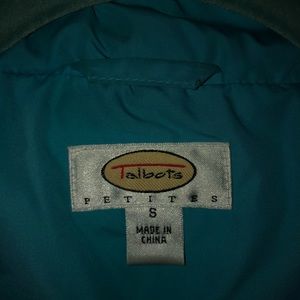 Talbots
PETITES
S
MADE IN
CHINA